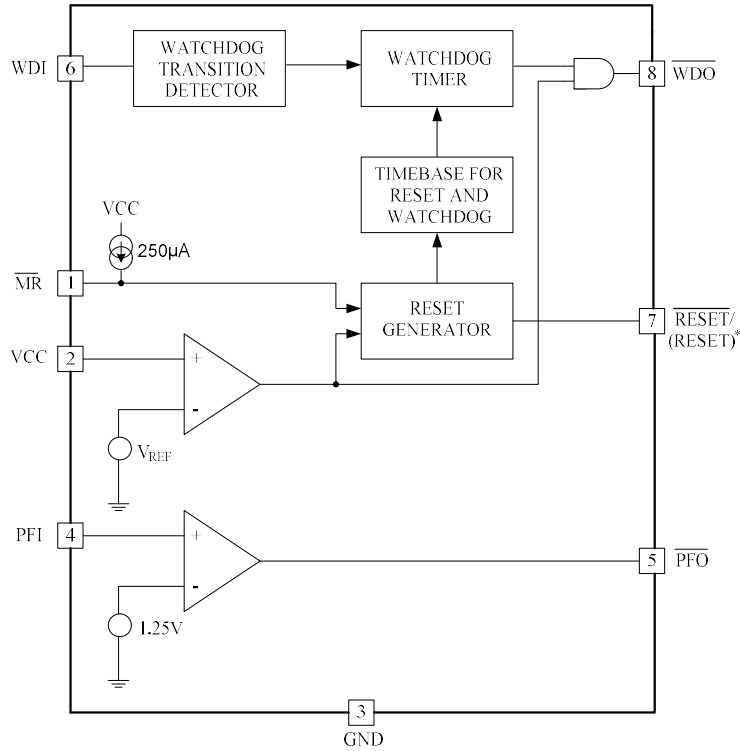 WATCHDOG
TRANSITION
DETECTOR
WATCHDOG
TIMER
WDI
6
8
WDO
TIMEBASE FOR
RESET AND
WATCHDOG
VCC
250µA
MR
1
RESET
GENERATOR
7
RESET/
(RESET)*
VCC
2
+
-
VREF
PFI
4
+
-
5
PFO
1.25V
3
GND